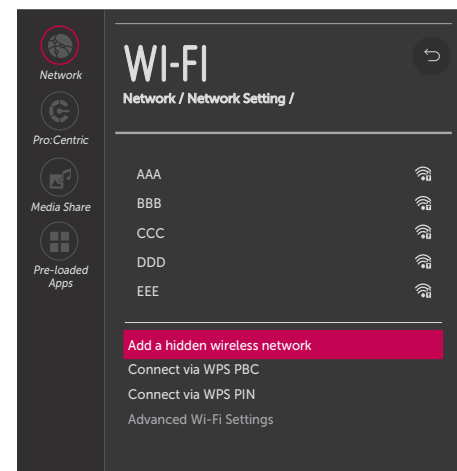 Network
Pro:Centric
Media Share
Pre-loaded
Apps
WI-FI
Network / Network Setting /
AAA
BBB
CCC
DDD
EEE
Add a hidden wireless network
Connect via WPS PBC
Connect via WPS PIN
Advanced Wi-Fi Settings